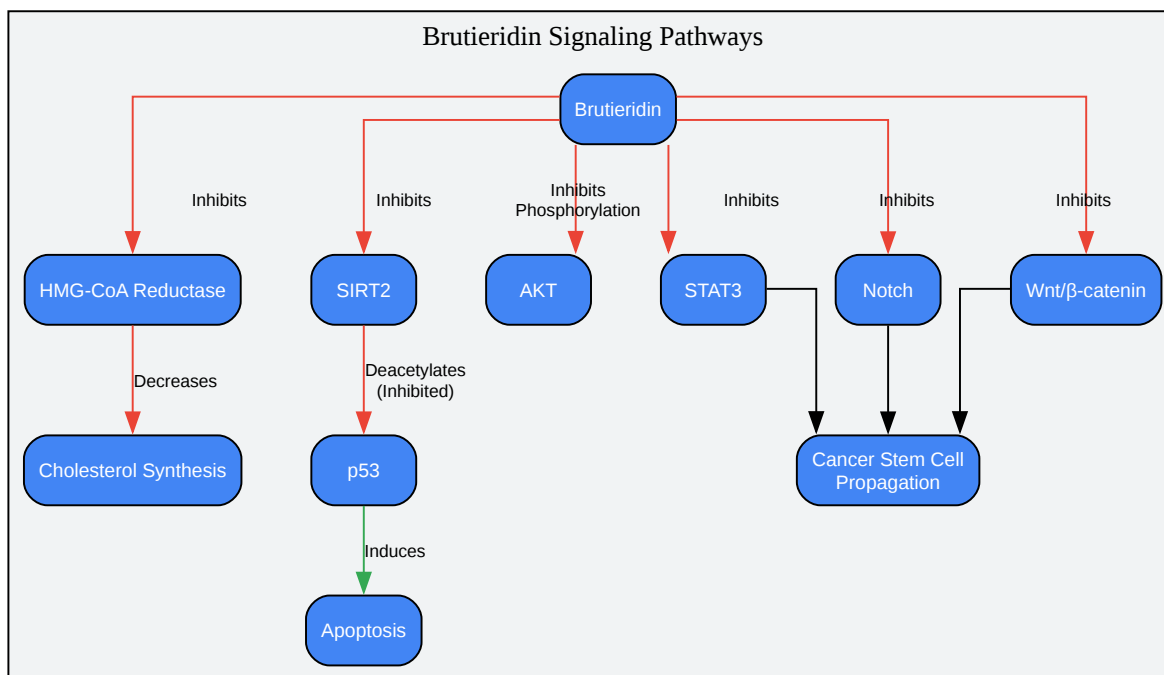 Brutieridin Signaling Pathways
Brutieridin
Inhibits
Inhibits
Inhibits
Phosphorylation
Inhibits
Inhibits
Inhibits
HMG-CoA Reductase
SIRT2
AKT
STAT3
Notch
Wnt/β-catenin
Decreases
Deacetylates
(Inhibited)
Cholesterol Synthesis
p53
Cancer Stem Cell
Propagation
Induces
Apoptosis